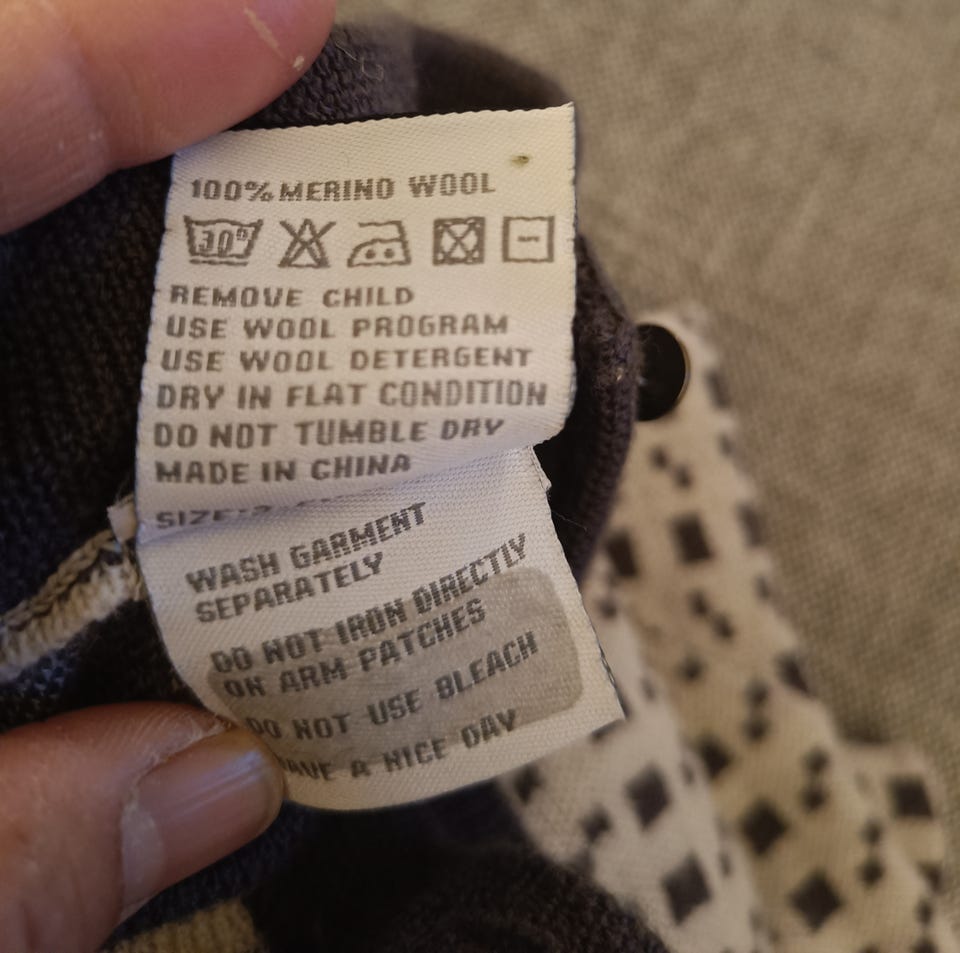 100% MERINO WOOL
30°
REMOVE CHILD
USE WOOL PROGRAM
USE WOOL DETERGENT
DRY IN FLAT CONDITION
DO NOT TUMBLE DRY
MADE IN CHINA
SIZE:
WASH GARMENT
SEPARATELY
DO NOT IRON DIRECTLY
ON ARM PATCHES
DO NOT USE BLEACH
HAVE A NICE DAY